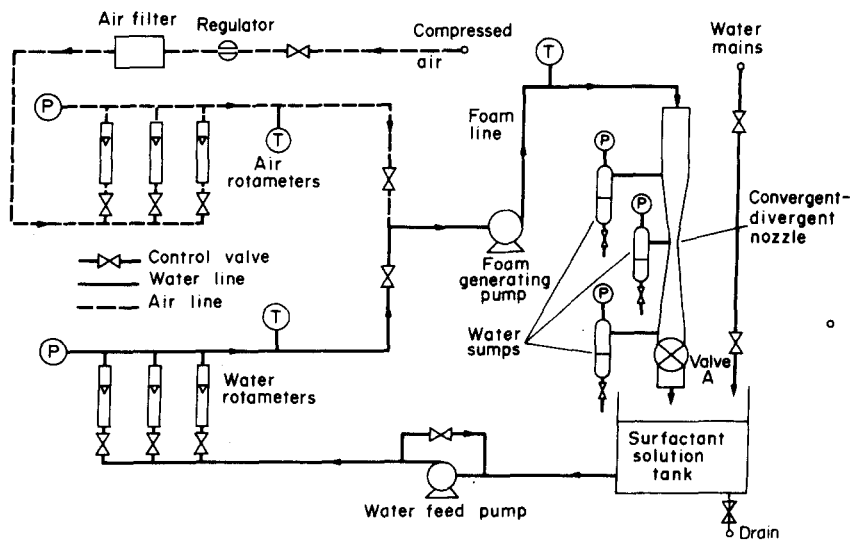 Air filter
Regulator
Compressed
air
Water
mains
P
T
Air
rotameters
T
Foam
line
P
P
Convergent-
divergent
nozzle
Control valve
Water line
Air line
Foam
generating
pump
P
Water
sumps
Valve
A
P
T
Water
rotameters
Surfactant
solution
tank
Water feed pump
Drain